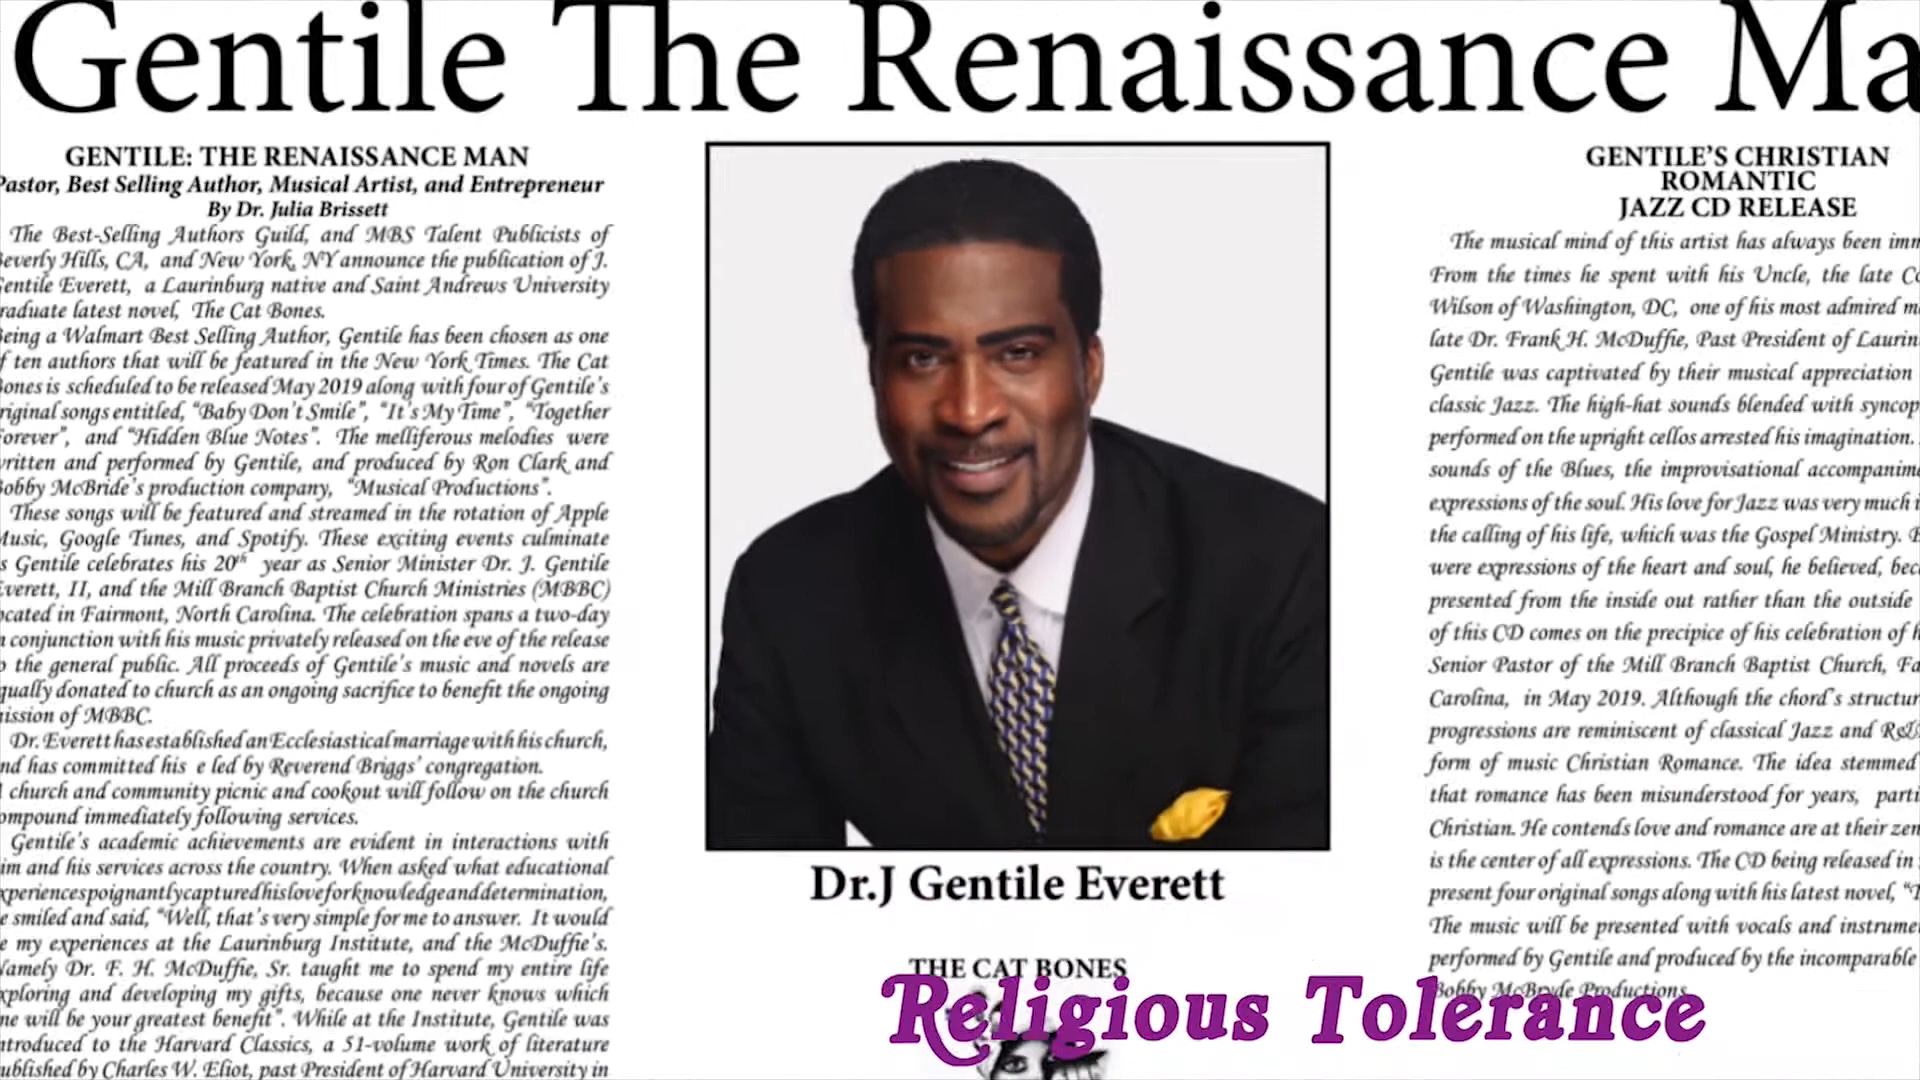 Gentile The Renaissance Ma
GENTILE: THE RENAISSANCE MAN
Pastor, Best Selling Author, Musical Artist, and Entrepreneur
By Dr. Julia Brissett
The Best-Selling Authors Guild, and MBS Talent Publicists of
Beverly Hills, CA, and New York, NY announce the publication of J.
Gentile Everett, a Laurinburg native and Saint Andrews University
raduate latest novel, The Cat Bones.
Being a Walmart Best Selling Author, Gentile has been chosen as one
f ten authors that will be featured in the New York Times. The Cat
Bones is scheduled to be released May 2019 along with four of Gentile's
riginal songs entitled, "Baby Don't Smile", "It's My Time", "Together
orever", and "Hidden Blue Notes". The melliferous melodies were
written and performed by Gentile, and produced by Ron Clark and
Bobby McBride's production company, "Musical Productions".
These songs will be featured and streamed in the rotation of Apple
Music, Google Tunes, and Spotify. These exciting events culminate
s Gentile celebrates his 20th year as Senior Minister Dr. J. Gentile
Everett, II, and the Mill Branch Baptist Church Ministries (MBBC)
ocated in Fairmont, North Carolina. The celebration spans a two-day
n conjunction with his music privately released on the eve of the release
o the general public. All proceeds of Gentile's music and novels are
qually donated to church as an ongoing sacrifice to benefit the ongoing
ission of MBBC.
Dr. Everett has established an Ecclesiastical marriage with his church,
nd has committed his e led by Reverend Briggs' congregation.
church and community picnic and cookout will follow on the church
ompound immediately following services.
Gentile's academic achievements are evident in interactions with
im and his services across the country. When asked what educational
xperiences poignantly captured his love for knowledge and determination,
e smiled and said, "Well, that's very simple for me to answer. It would
e my experiences at the Laurinburg Institute, and the McDuffie's.
Namely Dr. F. H. McDuffie, Sr. taught me to spend my entire life
xploring and developing my gifts, because one never knows which
ne will be your greatest benefit". While at the Institute, Gentile was
ntroduced to the Harvard Classics, a 51-volume work of literature
ublished by Charles W. Eliot, past President of Harvard University in
Dr.J Gentile Everett
THE CAT BONES
Religious Tolerance
GENTILE'S CHRISTIAN
ROMANTIC
JAZZ CD RELEASE
The musical mind of this artist has always been imm
From the times he spent with his Uncle, the late Co
Wilson of Washington, DC, one of his most admired m
late Dr. Frank H. McDuffie, Past President of Laurin
Gentile was captivated by their musical appreciation
classic Jazz. The high-hat sounds blended with syncop
performed on the upright cellos arrested his imagination.
sounds of the Blues, the improvisational accompanime
expressions of the soul. His love for Jazz was very much i
the calling of his life, which was the Gospel Ministry. B
were expressions of the heart and soul, he believed, beca
presented from the inside out rather than the outside
of this CD comes on the precipice of his celebration of h
Senior Pastor of the Mill Branch Baptist Church, Fa
Carolina, in May 2019. Although the chord's structur
progressions are reminiscent of classical Jazz and R&
form of music Christian Romance. The idea stemmed
that romance has been misunderstood for years, parti
Christian. He contends love and romance are at their zen
is the center of all expressions. The CD being released in
present four original songs along with his latest novel, "T
The music will be presented with vocals and instrume
performed by Gentile and produced by the incomparable
Bobby McBryde Productions